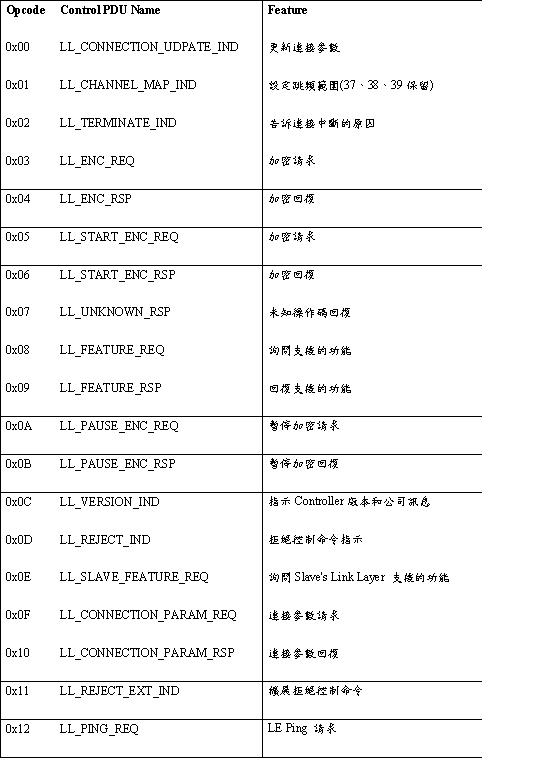 Opcode Control PDU Name Feature
0x00 LL_CONNECTION_UDPATE_IND 更新連接參數
0x01 LL_CHANNEL_MAP_IND 設定跳頻範圍(37、38、39 保留)
0x02 LL_TERMINATE_IND 告訴連接中斷的原因
0x03 LL_ENC_REQ 加密請求
0x04 LL_ENC_RSP 加密回復
0x05 LL_START_ENC_REQ 加密請求
0x06 LL_START_ENC_RSP 加密回復
0x07 LL_UNKNOWN_RSP 未知操作碼回復
0x08 LL_FEATURE_REQ 詢問支援的功能
0x09 LL_FEATURE_RSP 回復支援的功能
0x0A LL_PAUSE_ENC_REQ 暫停加密請求
0x0B LL_PAUSE_ENC_RSP 暫停加密回復
0x0C LL_VERSION_IND 指示 Controller 版本和公司訊息
0x0D LL_REJECT_IND 拒絕控制命令指示
0x0E LL_SLAVE_FEATURE_REQ 詢問 Slave's Link Layer 支援的功能
0x0F LL_CONNECTION_PARAM_REQ 連接參數請求
0x10 LL_CONNECTION_PARAM_RSP 連接參數回復
0x11 LL_REJECT_EXT_IND 擴展拒絕控制命令
0x12 LL_PING_REQ LE Ping 請求